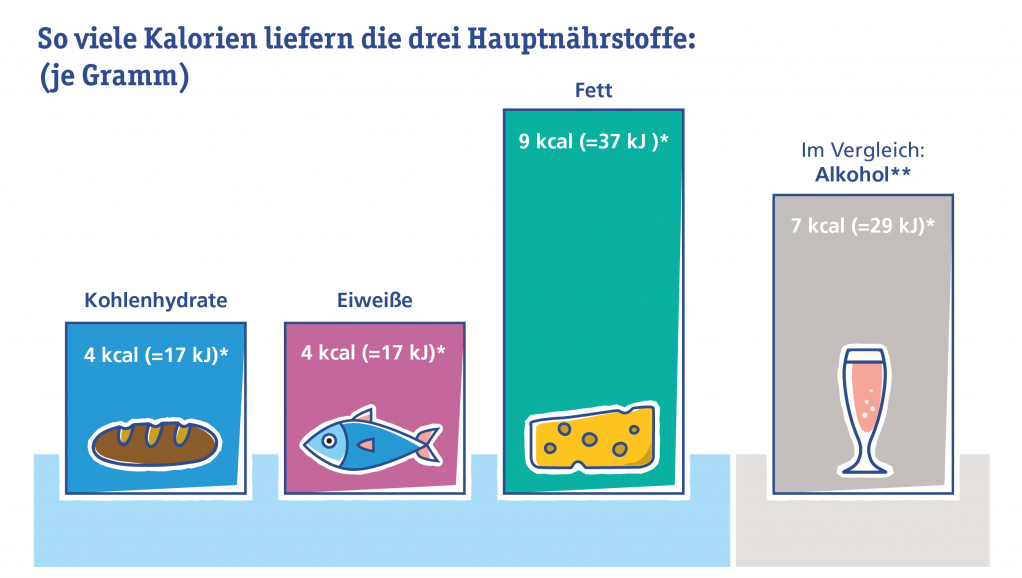 So viele Kalorien liefern die drei Hauptnährstoffe:
(je Gramm)
Kohlenhydrate
4 kcal (=17 kJ)*
Eiweiße
4 kcal (=17 kJ)*
Fett
9 kcal (=37 kJ )*
Im Vergleich:
Alkohol**
7 kcal (=29 kJ)*